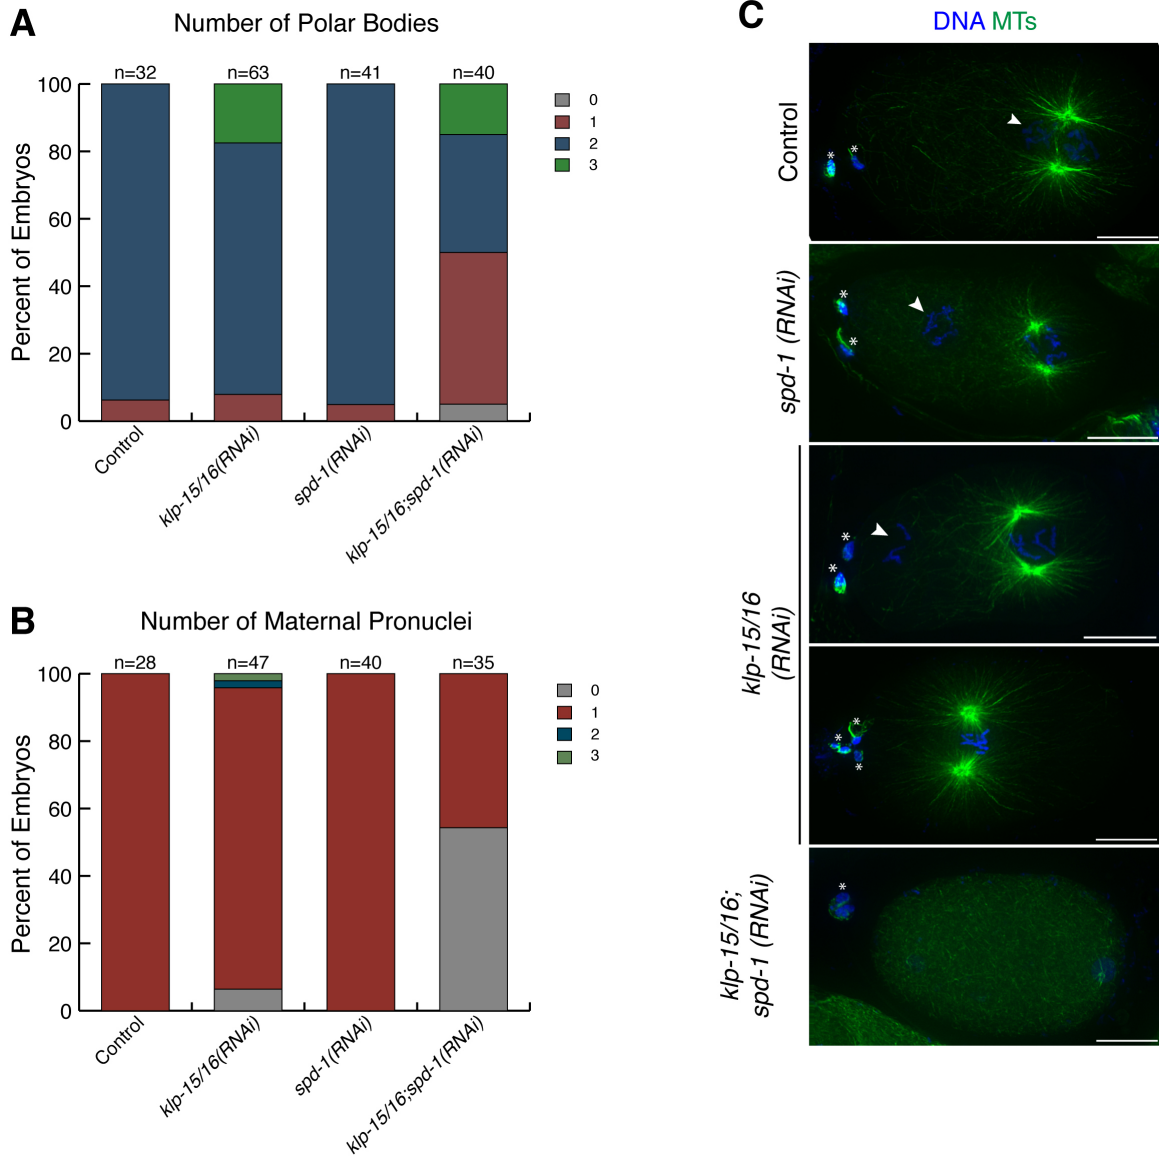 A
Number of Polar Bodies
n=32
n=63
n=41
n=40
100
80
60
40
20
0
Percent of Embryos
Control
klp-15/16(RNAi)
spd-1(RNAi)
klp-15/16;spd-1(RNAi)
0
1
2
3
B
Number of Maternal Pronuclei
n=28
n=47
n=40
n=35
100
80
60
40
20
0
Percent of Embryos
Control
klp-15/16(RNAi)
spd-1(RNAi)
klp-15/16;spd-1(RNAi)
0
1
2
3
C
DNA MTs
Control
* *
spd-1 (RNAi)
*
*
klp-15/16
(RNAi)
*
*
*
*
*
klp-15/16;
spd-1 (RNAi)
*